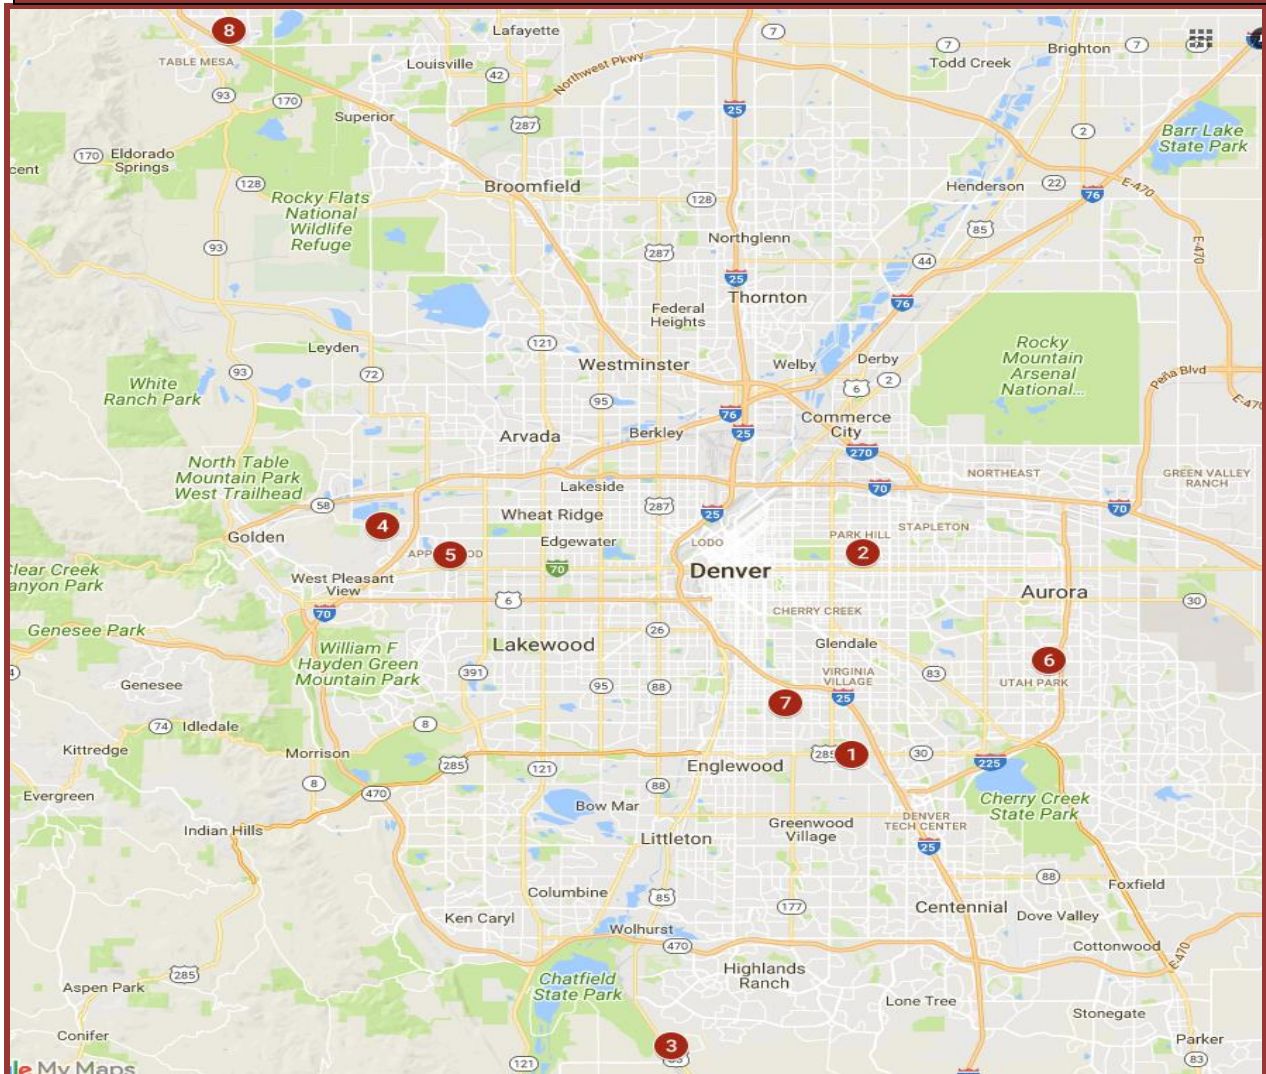 8
Lafayette
7
7
Brighton
7
TABLE MESA
Louisville
Todd Creek
42
Northwest Pkwy
93
170
25
Superior
287
2
Barr Lake
State Park
170
Eldorado
Springs
cent
128
Broomfield
Henderson
22
E-470
76
Rocky Flats
National
Wildlife
Refuge
128
85
93
Northglenn
287
44
E-470
25
Thornton
76
Federal
Heights
121
Leyden
Rocky
Mountain
Arsenal
National...
Westminster
Welby
Derby
93
72
6
2
Peña Blvd
White
Ranch Park
95
E-470
76
25
Commerce
City
Arvada
Berkley
270
North Table
Mountain Park
West Trailhead
NORTHEAST
GREEN VALLEY
RANCH
Lakeside
70
58
287
25
70
Wheat Ridge
4
STAPLETON
Golden
PARK HILL
Edgewater
LODO
5
2
70
Denver
Clear Creek
anyon Park
West Pleasant
View
Aurora
6
30
70
CHERRY CREEK
Genesee Park
26
William F
Hayden Green
Mountain Park
Lakewood
Glendale
6
391
83
VIRGINIA
VILLAGE
UTAH PARK
Genesee
95
88
25
7
74
Idledale
8
Kittredge
Morrison
285
1
30
285
121
Englewood
225
8
470
88
Evergreen
Bow Mar
Cherry Creek
State Park
Indian Hills
Greenwood
Village
DENVER
TECH CENTER
Littleton
25
88
Foxfield
Columbine
85
177
Centennial
Dove Valley
Ken Caryl
Wolhurst
470
Cottonwood
E-470
285
Highlands
Ranch
Chatfield
State Park
Aspen Park
Lone Tree
Stonegate
Conifer
3
Parker
121
83
le My Maps